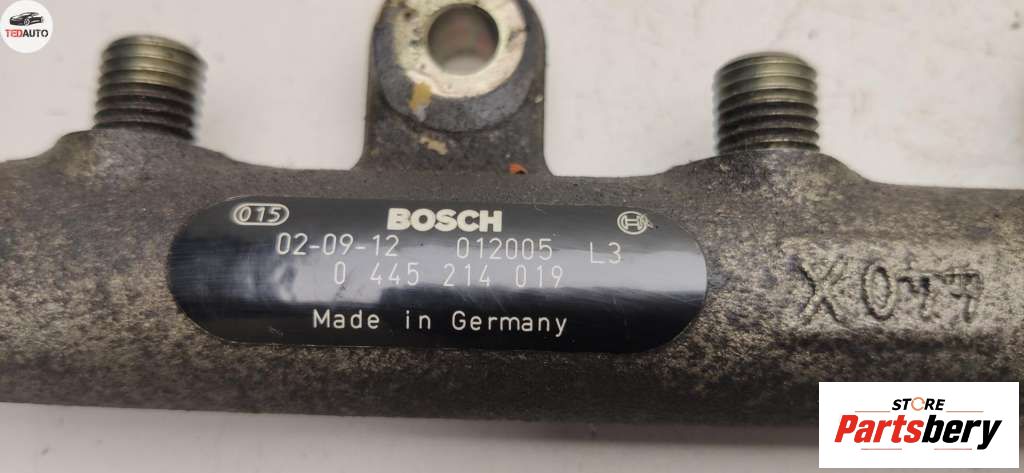 TEDAUTO
015 BOSCH
02-09-12 012005 L3
0 445 214 019
Made in Germany
STORE
Partsbery